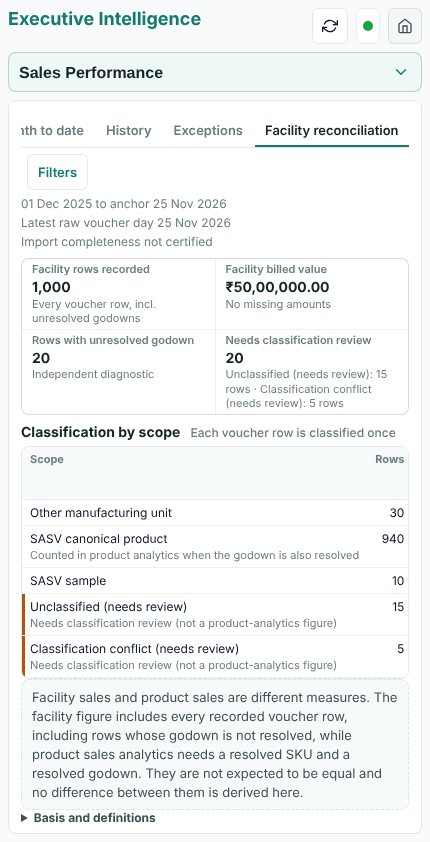 Executive Intelligence
Sales Performance
nth to date History Exceptions Facility reconciliation
Filters
01 Dec 2025 to anchor 25 Nov 2026
Latest raw voucher day 25 Nov 2026
Import completeness not certified
Facility rows recorded
1,000
Every voucher row, incl.
unresolved godowns
Facility billed value
₹50,00,000.00
No missing amounts
Rows with unresolved godown
20
Independent diagnostic
Needs classification review
20
Unclassified (needs review): 15
rows · Classification conflict
(needs review): 5 rows
Classification by scope Each voucher row is classified once
Scope Rows
Other manufacturing unit 30
SASV canonical product 940
Counted in product analytics when the godown is also resolved
SASV sample 10
Unclassified (needs review) 15
Needs classification review (not a product-analytics figure)
Classification conflict (needs review) 5
Needs classification review (not a product-analytics figure)
Facility sales and product sales are different measures. The
facility figure includes every recorded voucher row,
including rows whose godown is not resolved, while
product sales analytics needs a resolved SKU and a
resolved godown. They are not expected to be equal and
no difference between them is derived here.
Basis and definitions